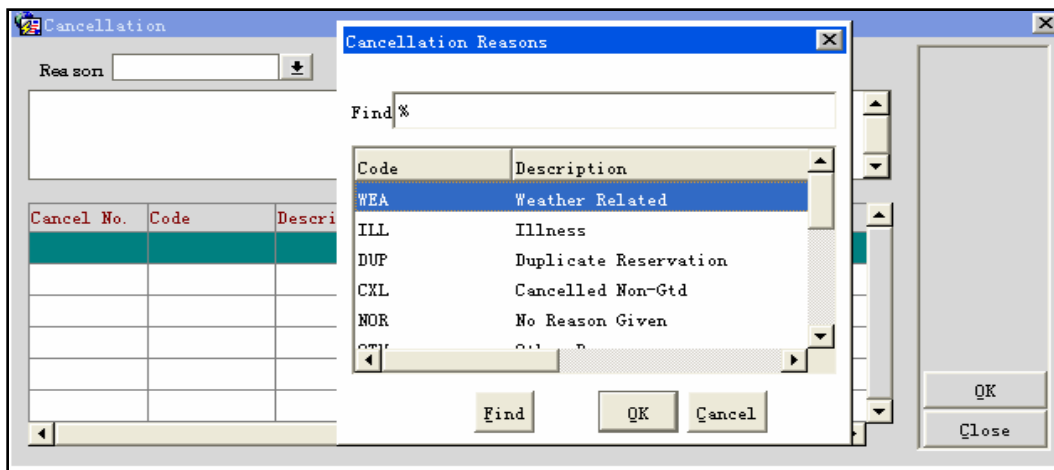 Cancellation
Cancellation Reasons
Reason
Find %
Code Description
WEA Weather Related
ILL Illness
DUP Duplicate Reservation
CXL Cancelled Non-Gtd
NOR No Reason Given
Cancel No. Code Descri
Find OK Cancel
OK
Close